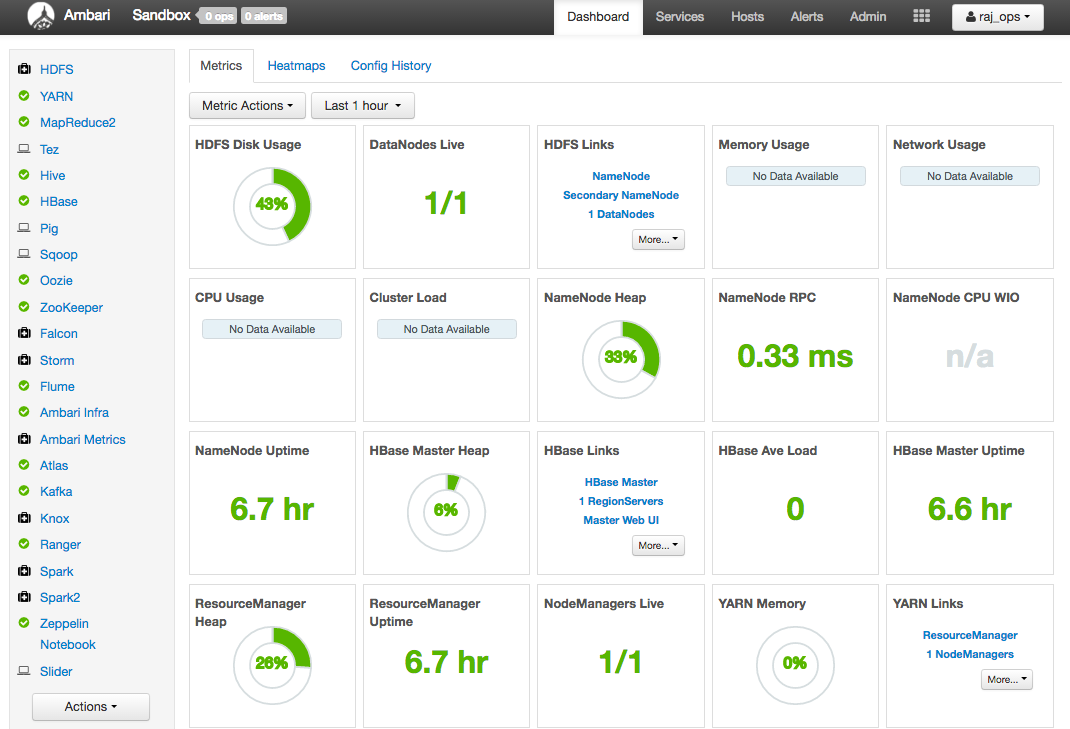 Ambari Sandbox 0 ops 0 alerts Dashboard Services Hosts Alerts Admin raj_ops
HDFS
YARN
MapReduce2
Tez
Hive
HBase
Pig
Sqoop
Oozie
ZooKeeper
Falcon
Storm
Flume
Ambari Infra
Ambari Metrics
Atlas
Kafka
Knox
Ranger
Spark
Spark2
Zeppelin
Notebook
Slider
Actions
Metrics Heatmaps Config History
Metric Actions Last 1 hour
HDFS Disk Usage
43%
DataNodes Live
1/1
HDFS Links
NameNode
Secondary NameNode
1 DataNodes
More...
Memory Usage
No Data Available
Network Usage
No Data Available
CPU Usage
No Data Available
Cluster Load
No Data Available
NameNode Heap
33%
NameNode RPC
0.33 ms
NameNode CPU WIO
n/a
NameNode Uptime
6.7 hr
HBase Master Heap
6%
HBase Links
HBase Master
1 RegionServers
Master Web UI
More...
HBase Ave Load
0
HBase Master Uptime
6.6 hr
ResourceManager
Heap
26%
ResourceManager
Uptime
6.7 hr
NodeManagers Live
1/1
YARN Memory
0%
YARN Links
ResourceManager
1 NodeManagers
More...